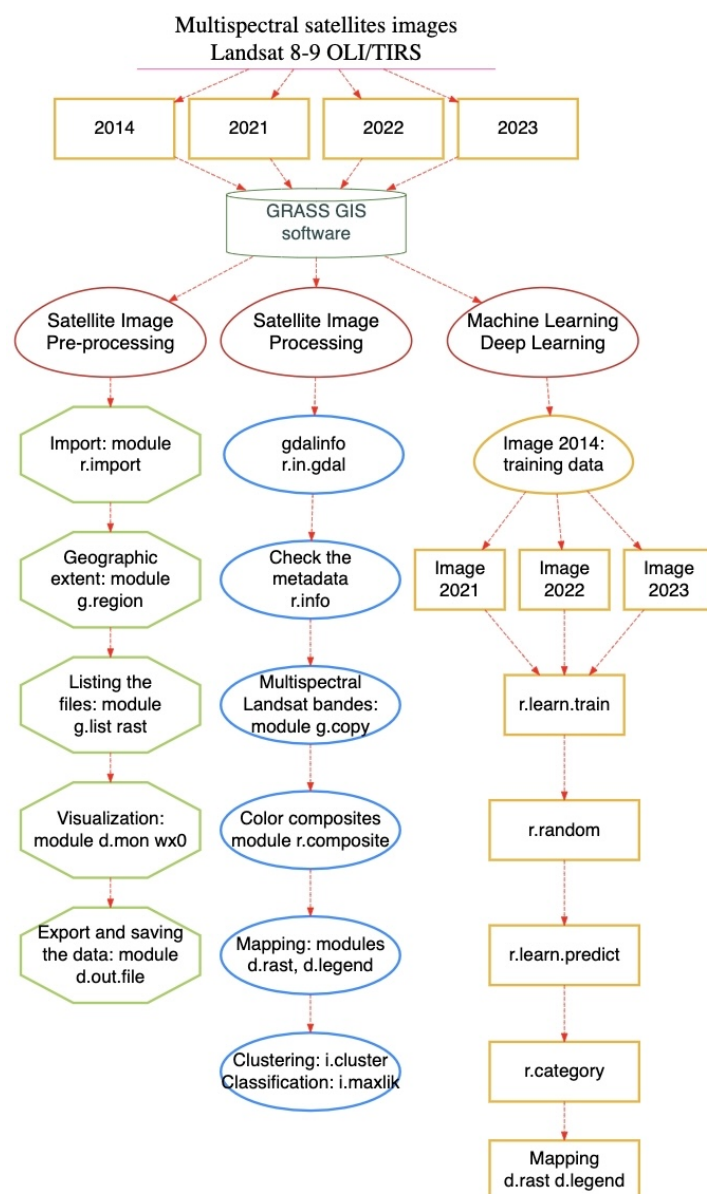 Multispectral satellites images
Landsat 8-9 OLI/TIRS
2014
2021
2022
2023
GRASS GIS
software
Satellite Image
Pre-processing
Satellite Image
Processing
Machine Learning
Deep Learning
Import: module
r.import
gdalinfo
r.in.gdal
Image 2014:
training data
Geographic
extent: module
g.region
Check the
metadata
r.info
Image
2021
Image
2022
Image
2023
Listing the
files: module
g.list rast
Multispectral
Landsat bandes:
module g.copy
r.learn.train
Visualization:
module d.mon wx0
Color composites
module r.composite
r.random
Export and saving
the data: module
d.out.file
Mapping: modules
d.rast, d.legend
r.learn.predict
Clustering: i.cluster
Classification: i.maxlik
r.category
Mapping
d.rast d.legend